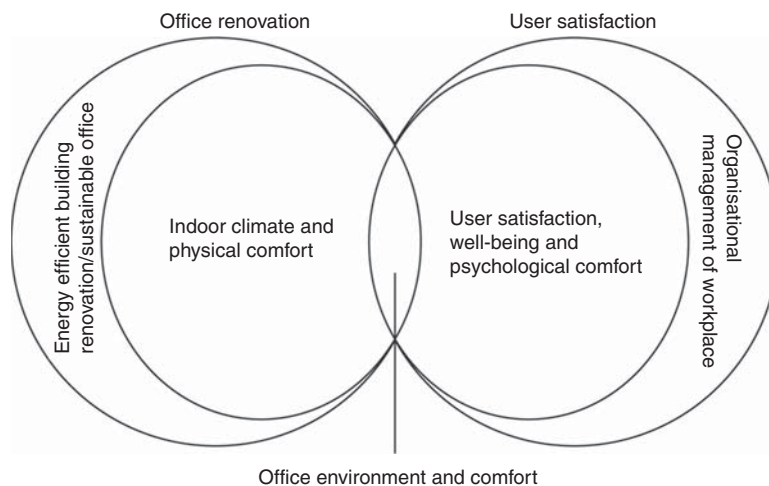 Office renovation
User satisfaction
Energy efficient building
renovation/sustainable office
Indoor climate and
physical comfort
User satisfaction,
well-being and
psychological comfort
Organisational
management of workplace
Office environment and comfort